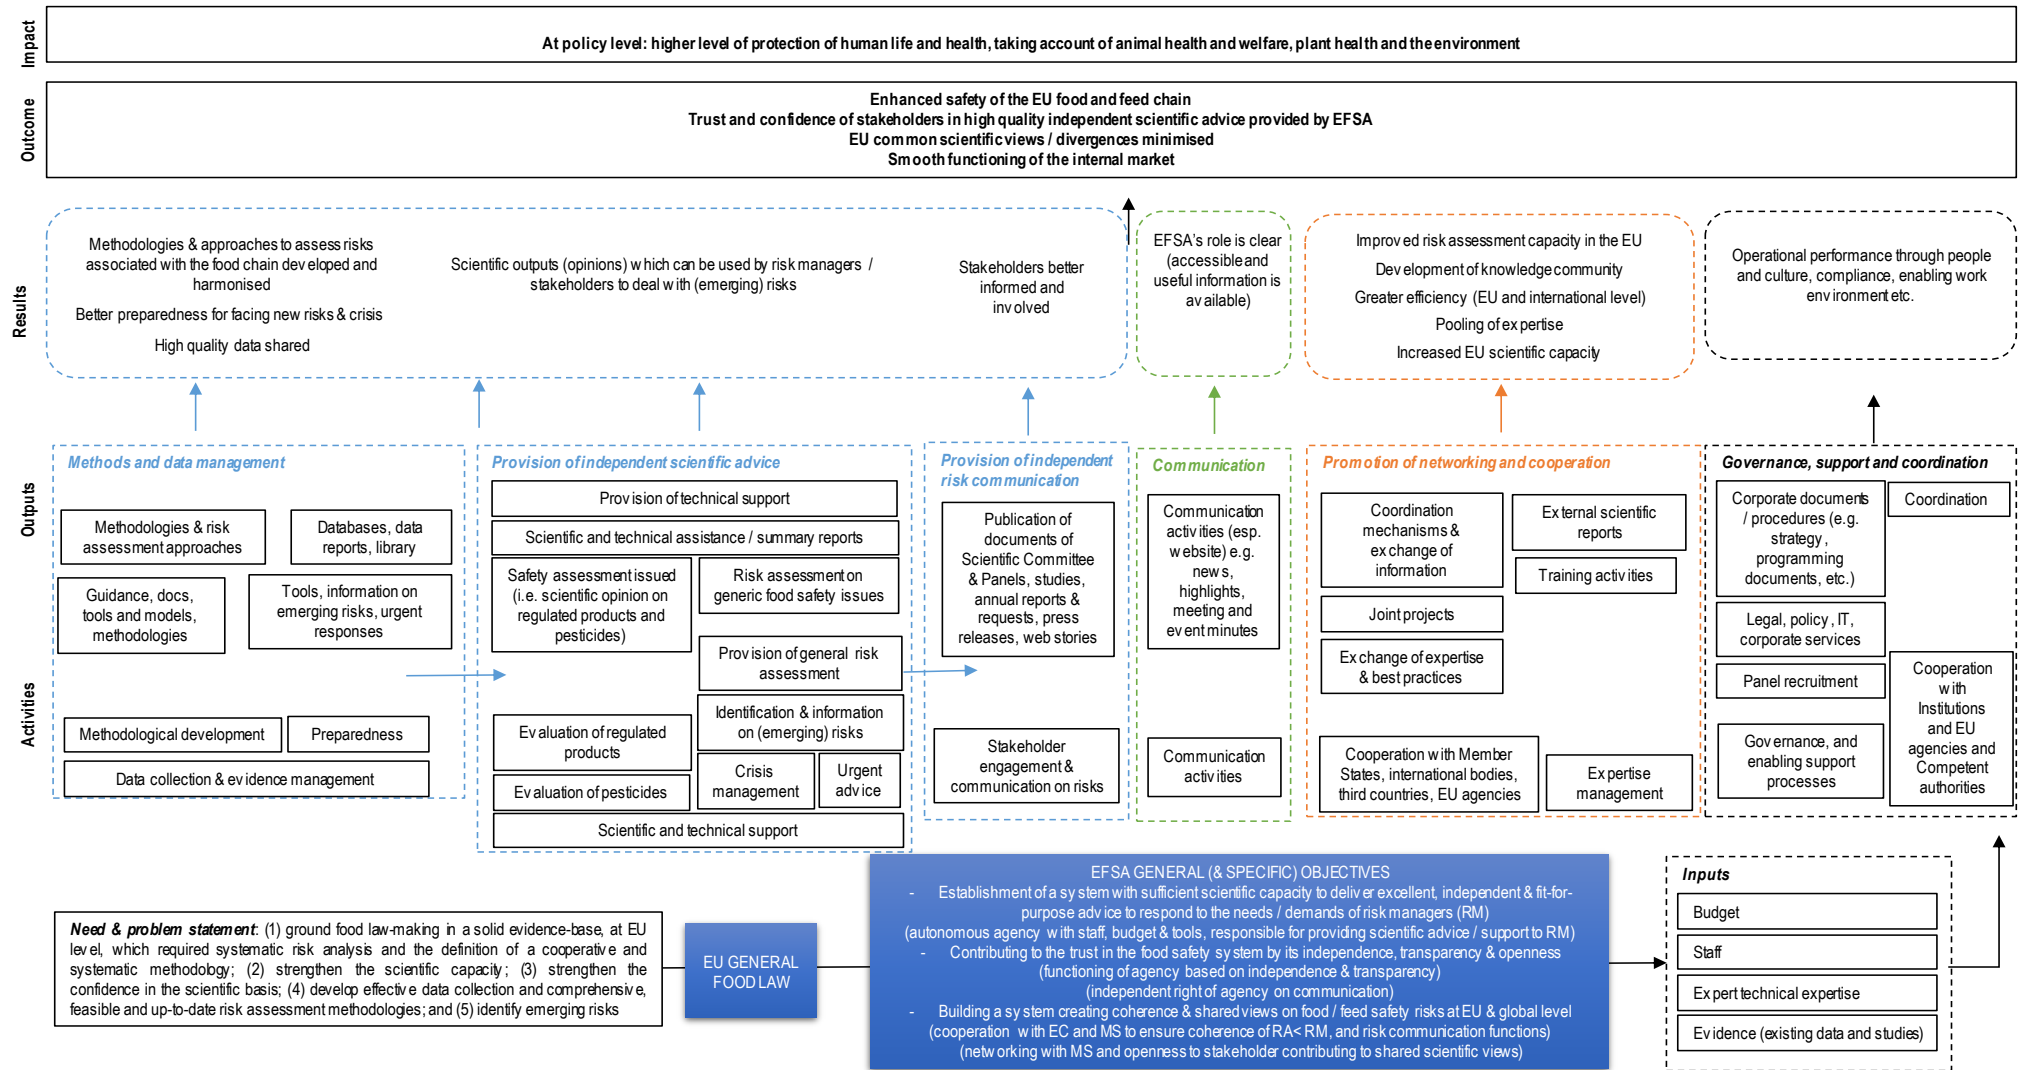 Impact
At policy level: higher level of protection of human life and health, taking account of animal health and welfare, plant health and the environment
Outcome
Enhanced safety of the EU food and feed chain
Trust and confidence of stakeholders in high quality independent scientific advice provided by EFSA
EU common scientific views / divergences minimised
Smooth functioning of the internal market
Results
Methodologies & approaches to assess risks
associated with the food chain developed and
harmonised
Better preparedness for facing new risks & crisis
High quality data shared
Scientific outputs (opinions) which can be used by risk managers /
stakeholders to deal with (emerging) risks
Stakeholders better
informed and
involved
EFSA's role is clear
(accessible and
useful information is
available)
Improved risk assessment capacity in the EU
Development of knowledge community
Greater efficiency (EU and international level)
Pooling of expertise
Increased EU scientific capacity
Operational performance through people
and culture, compliance, enabling work
environment etc.
Outputs
Activities
Methods and data management
Methodologies & risk
assessment approaches
Databases, data
reports, library
Guidance, docs,
tools and models,
methodologies
Tools, information on
emerging risks, urgent
responses
Methodological development
Preparedness
Data collection & evidence management
Provision of independent scientific advice
Provision of technical support
Scientific and technical assistance / summary reports
Safety assessment issued
(i.e. scientific opinion on
regulated products and
pesticides)
Risk assessment on
generic food safety issues
Provision of general risk
assessment
Evaluation of regulated
products
Identification & information
on (emerging) risks
Evaluation of pesticides
Crisis
management
Urgent
advice
Scientific and technical support
Provision of independent
risk communication
Publication of
documents of
Scientific Committee
& Panels, studies,
annual reports &
requests, press
releases, web stories
Stakeholder
engagement &
communication on risks
Communication
Communication
activities (esp.
website) e.g.
news,
highlights,
meeting and
event minutes
Communication
activities
Promotion of networking and cooperation
Coordination
mechanisms &
exchange of
information
External scientific
reports
Training activities
Joint projects
Exchange of expertise
& best practices
Cooperation with Member
States, international bodies,
third countries, EU agencies
Expertise
management
Governance, support and coordination
Corporate documents
/ procedures (e.g.
strategy,
programming
documents, etc.)
Coordination
Legal, policy, IT,
corporate services
Panel recruitment
Governance, and
enabling support
processes
Cooperation
with
Institutions
and EU
agencies and
Competent
authorities
Need & problem statement: (1) ground food law-making in a solid evidence-base, at EU
level, which required systematic risk analysis and the definition of a cooperative and
systematic methodology; (2) strengthen the scientific capacity; (3) strengthen the
confidence in the scientific basis; (4) develop effective data collection and comprehensive,
feasible and up-to-date risk assessment methodologies; and (5) identify emerging risks
EU GENERAL
FOOD LAW
EFSA GENERAL (& SPECIFIC) OBJECTIVES
- Establishment of a system with sufficient scientific capacity to deliver excellent, independent & fit-for-
purpose advice to respond to the needs / demands of risk managers (RM)
(autonomous agency with staff, budget & tools, responsible for providing scientific advice / support to RM)
- Contributing to the trust in the food safety system by its independence, transparency & openness
(functioning of agency based on independence & transparency)
(independent right of agency on communication)
- Building a system creating coherence & shared views on food / feed safety risks at EU & global level
(cooperation with EC and MS to ensure coherence of RA< RM, and risk communication functions)
(networking with MS and openness to stakeholder contributing to shared scientific views)
Inputs
Budget
Staff
Expert technical expertise
Evidence (existing data and studies)